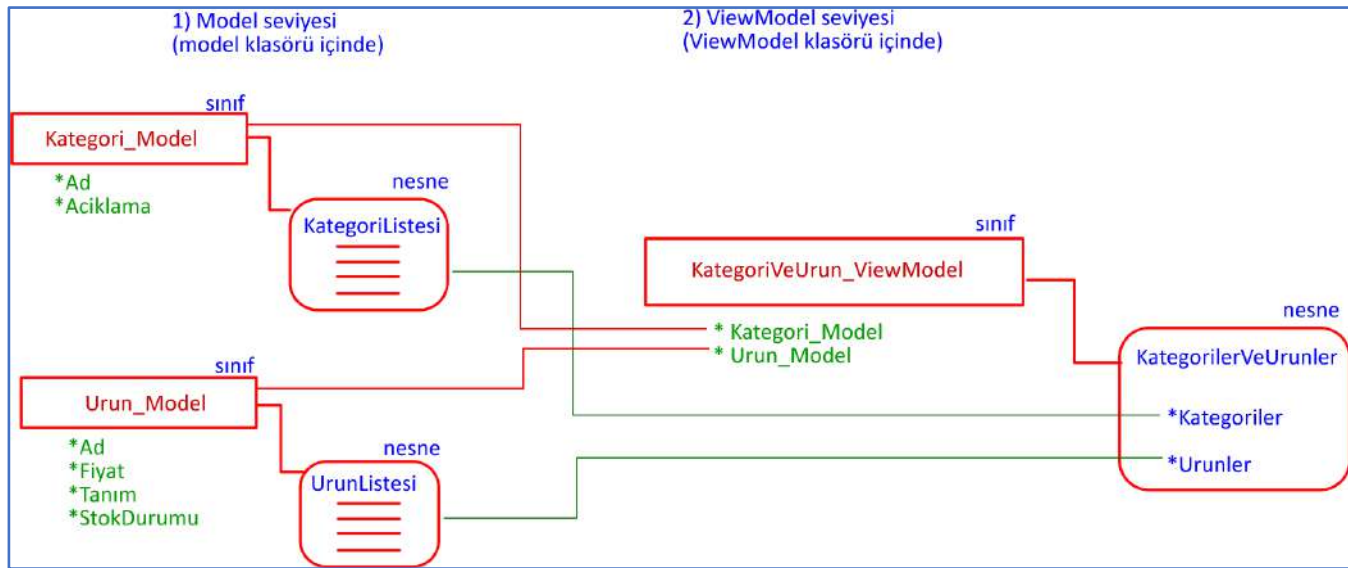 1) Model seviyesi
(model klasörü içinde)
2) ViewModel seviyesi
(ViewModel klasörü içinde)
sınıf
Kategori_Model
*Ad
*Aciklama
nesne
KategoriListesi
sınıf
KategoriVeUrun_ViewModel
* Kategori_Model
* Urun_Model
nesne
KategorilerVeUrunler
*Kategoriler
*Urunler
sınıf
Urun_Model
*Ad
*Fiyat
*Tanım
*StokDurumu
nesne
UrunListesi